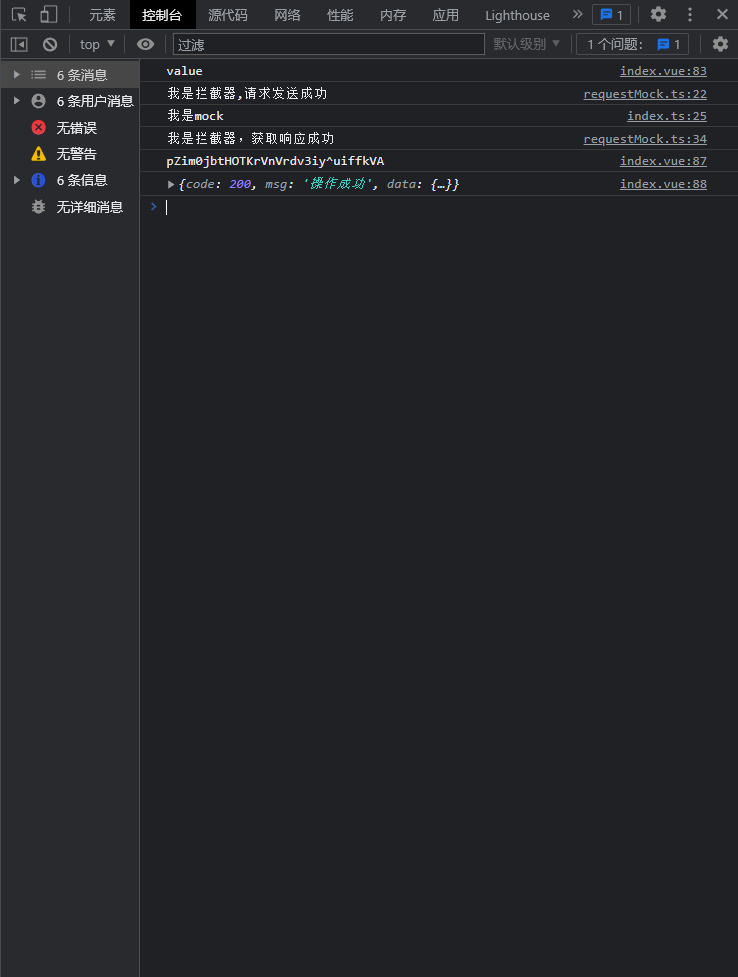 元素 控制台 源代码 网络 性能 内存 应用 Lighthouse » 1
top 过滤 默认级别 1 个问题: 1
6 条消息
6 条用户消息
无错误
无警告
6 条信息
无详细消息
value index.vue:83
我是拦截器,请求发送成功 requestMock.ts:22
我是mock index.ts:25
我是拦截器，获取响应成功 requestMock.ts:34
pZim0jbtHOTKrVnVrdv3iy^uiffkVA index.vue:87
{code: 200, msg: '操作成功', data: {…}} index.vue:88